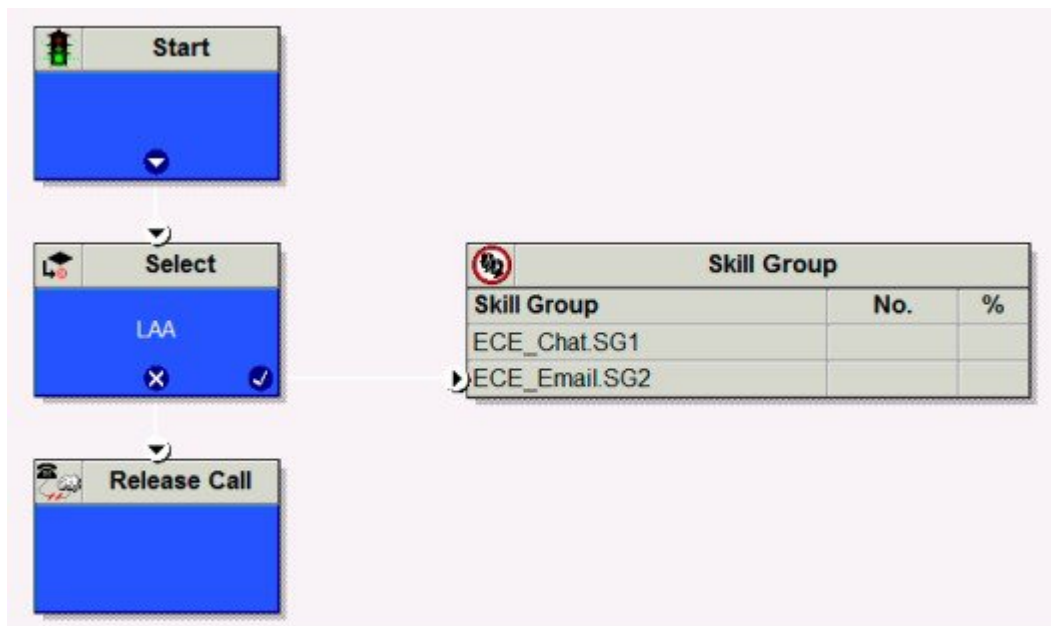 Start
Select
LAA
Skill Group
Skill Group No. %
ECE_Chat.SG1
ECE_Email.SG2
Release Call